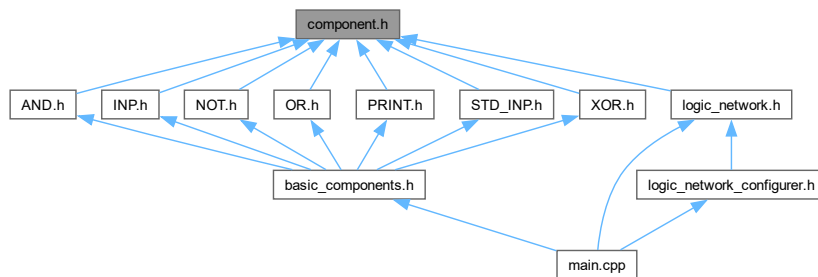 component.h
AND.h
INP.h
NOT.h
OR.h
PRINT.h
STD_INP.h
XOR.h
logic_network.h
basic_components.h
logic_network_configurer.h
main.cpp